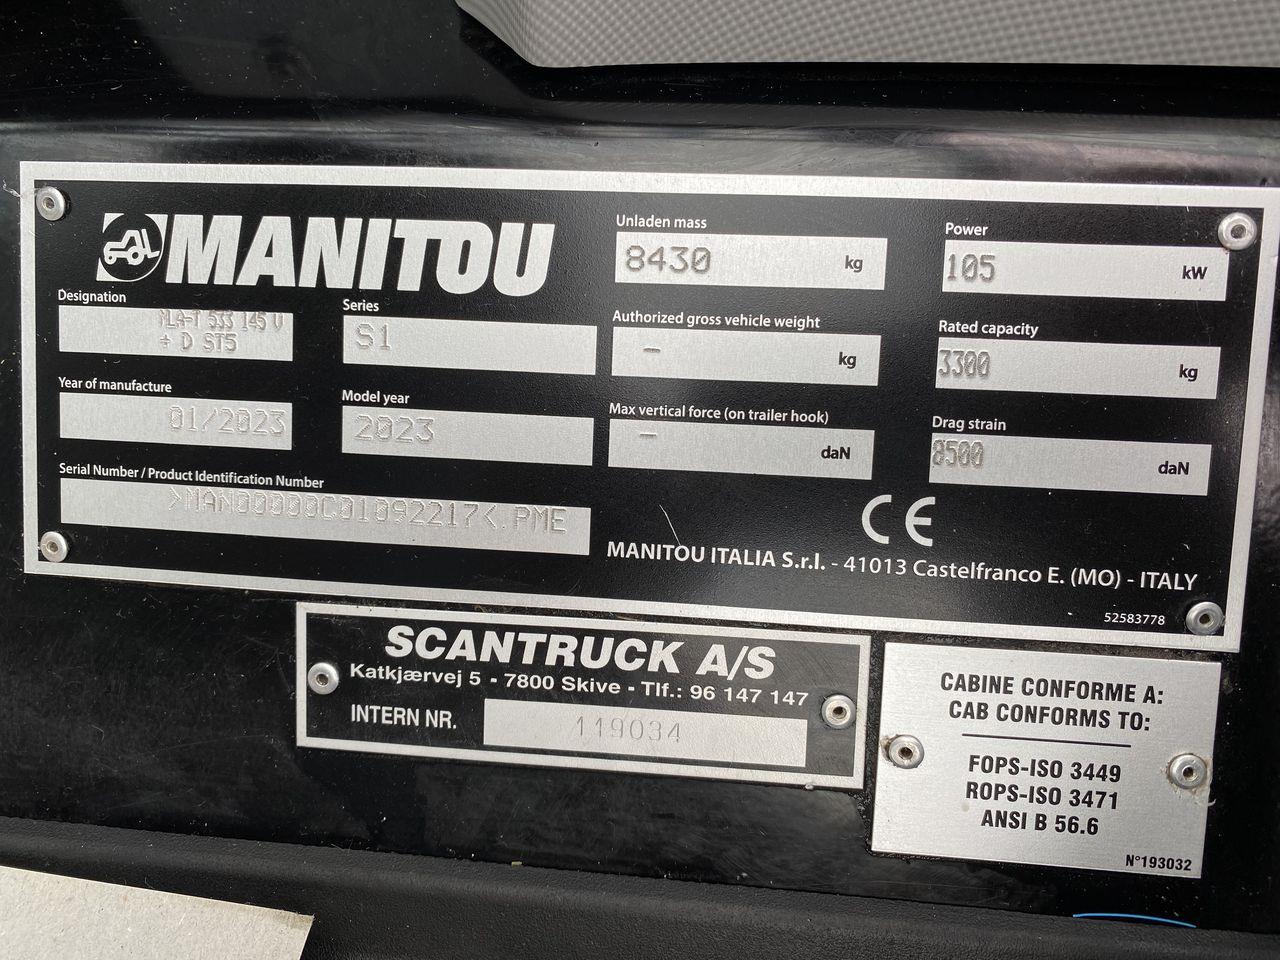 MANITOU
Designation
MLA-T 533 145 V
+ D ST5
Series
S1
Year of manufacture
01/2023
Model year
2023
Serial Number / Product Identification Number
>MAN00000C01092217<.PME
Unladen mass
8430 kg
Authorized gross vehicle weight
– kg
Max vertical force (on trailer hook)
– daN
Power
105 kW
Rated capacity
3300 kg
Drag strain
8500 daN
CE
MANITOU ITALIA S.r.l. - 41013 Castelfranco E. (MO) - ITALY
52583778
SCANTRUCK A/S
Katkjærvej 5 - 7800 Skive - Tlf.: 96 147 147
INTERN NR. 119034
CABINE CONFORME A:
CAB CONFORMS TO:
FOPS-ISO 3449
ROPS-ISO 3471
ANSI B 56.6
N°193032